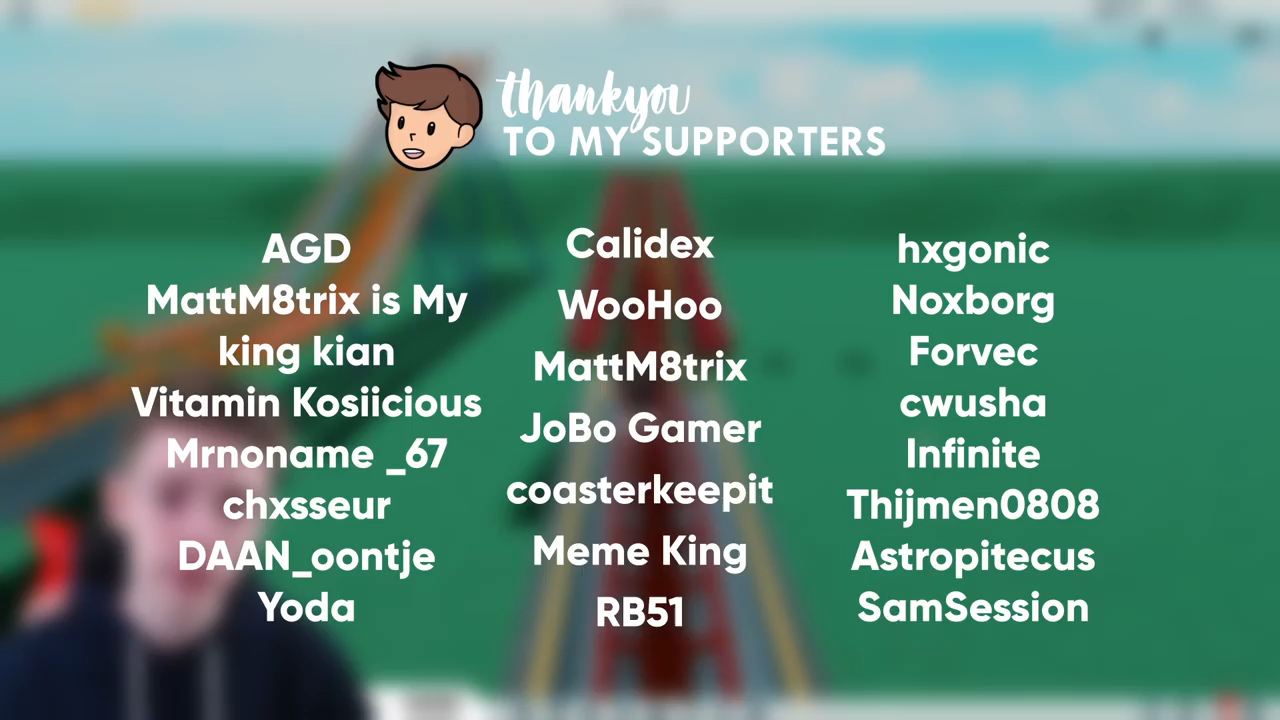 thankyou
TO MY SUPPORTERS
AGD
MattM8trix is My
king kian
Vitamin Kosiicious
Mrnoname _67
chxsseur
DAAN_oontje
Yoda
Calidex
WooHoo
MattM8trix
JoBo Gamer
coasterkeepit
Meme King
RB51
hxgonic
Noxborg
Forvec
cwusha
Infinite
Thijmen0808
Astropitecus
SamSession